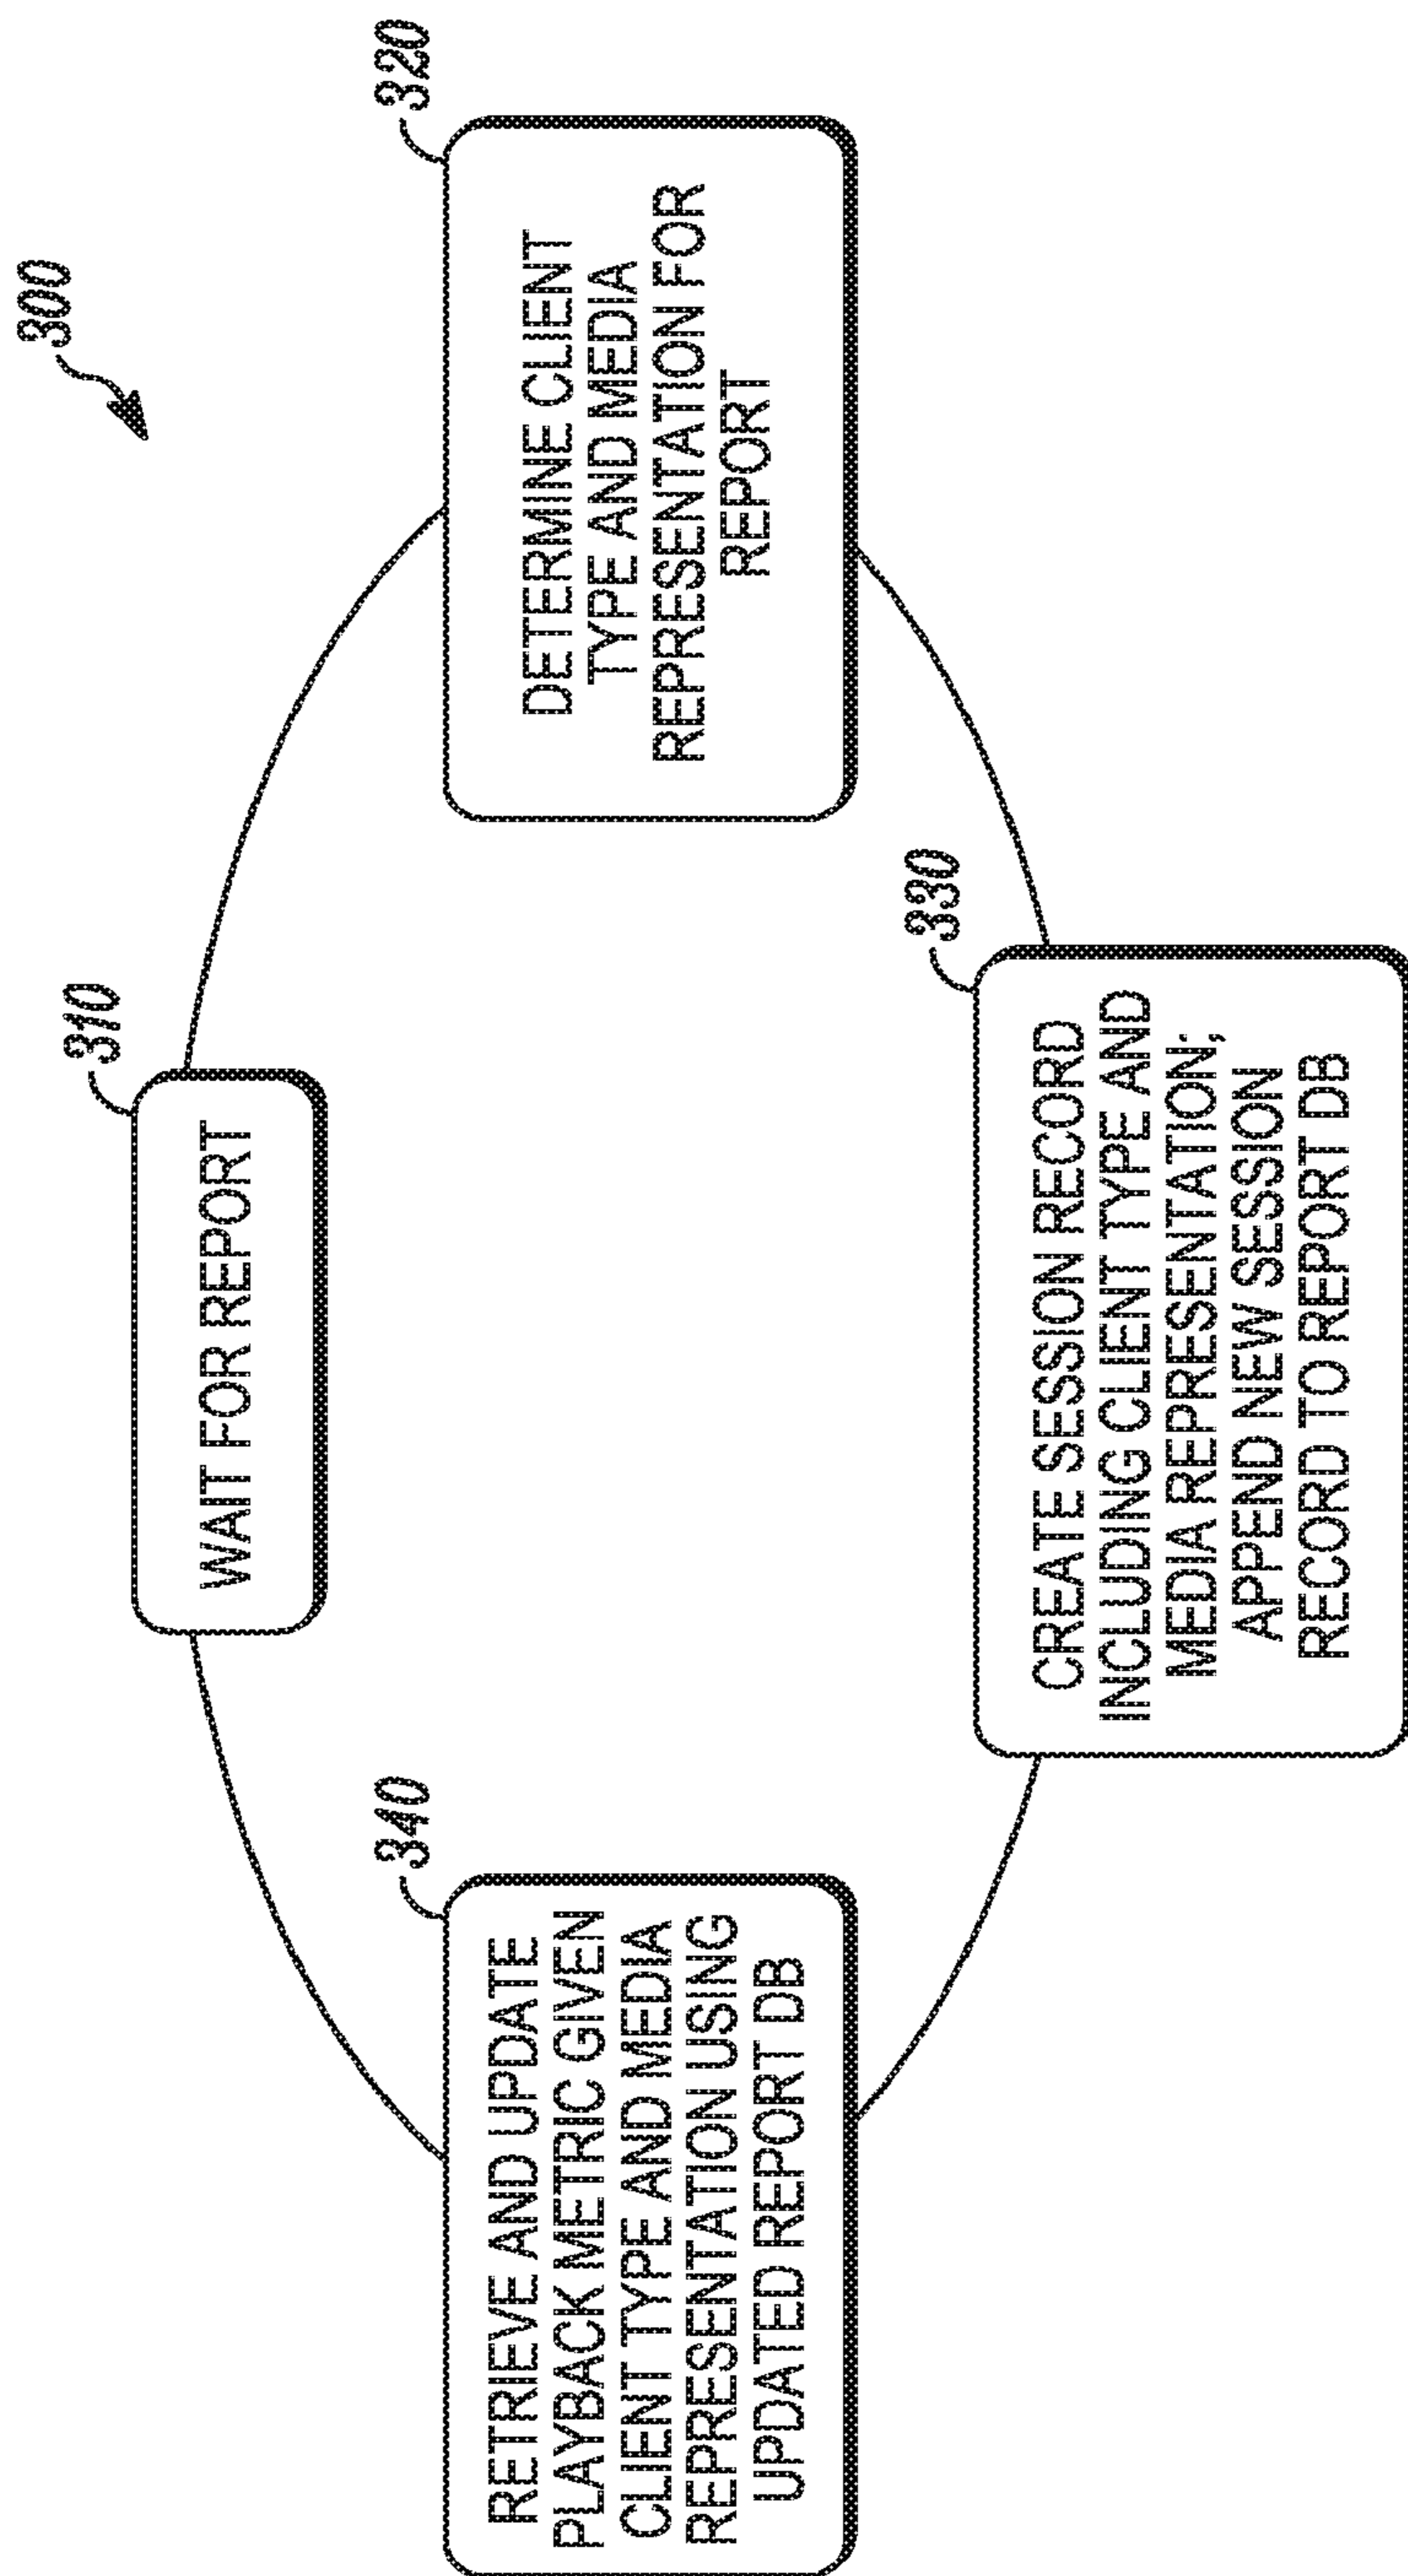 300
310
WAIT FOR REPORT
320
DETERMINE CLIENT
TYPE AND MEDIA
REPRESENTATION FOR
REPORT
330
CREATE SESSION RECORD
INCLUDING CLIENT TYPE AND
MEDIA REPRESENTATION;
APPEND NEW SESSION
RECORD TO REPORT DB
340
RETRIEVE AND UPDATE
PLAYBACK METRIC GIVEN
CLIENT TYPE AND MEDIA
REPRESENTATION USING
UPDATED REPORT DB